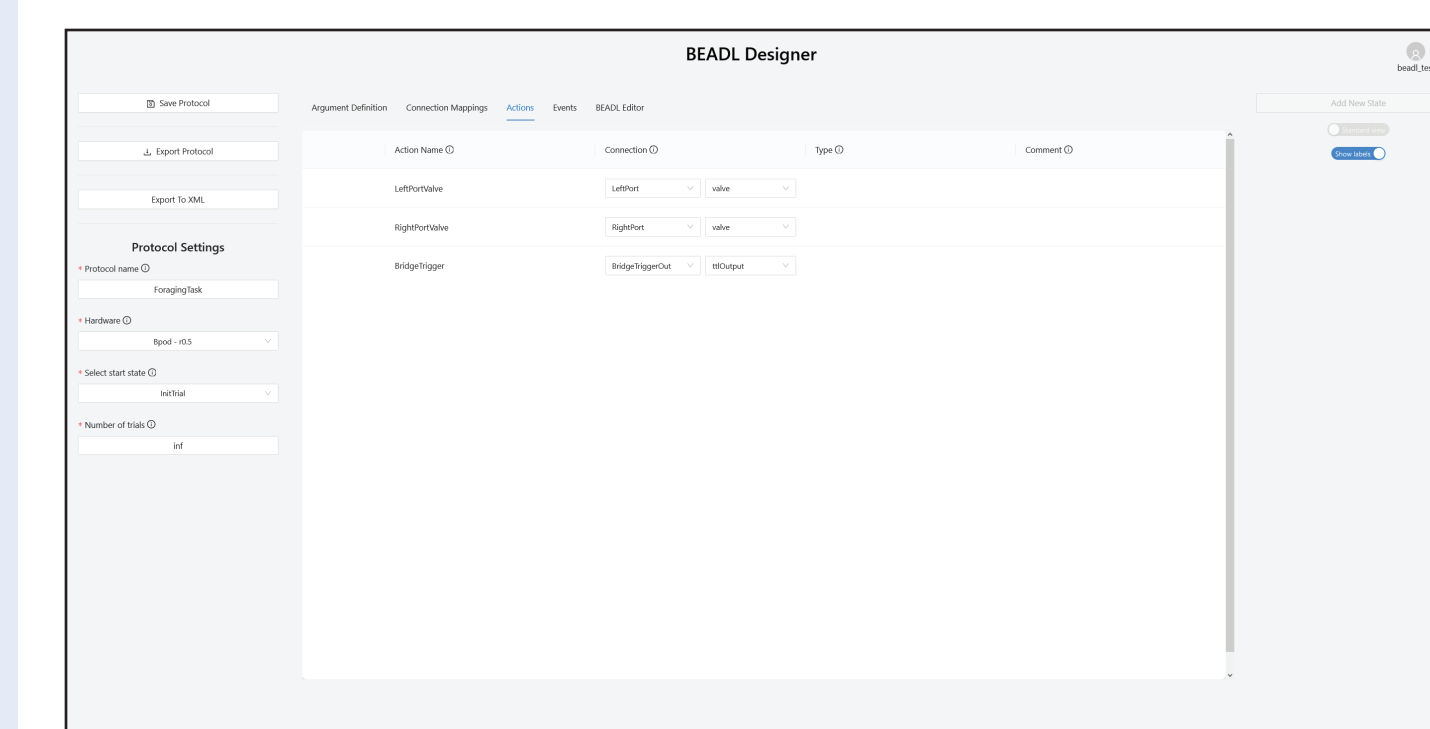 BEADL Designer
beadl_tes
Save Protocol
Export Protocol
Export To XML
Protocol Settings
* Protocol name
ForagingTask
* Hardware
Bpod - r0.5
* Select start state
InitTrial
* Number of trials
inf
Argument Definition Connection Mappings Actions Events BEADL Editor
Action Name Connection Type Comment
LeftPortValve LeftPort valve
RightPortValve RightPort valve
BridgeTrigger BridgeTriggerOut ttlOutput
Add New State
Standard view
Show labels